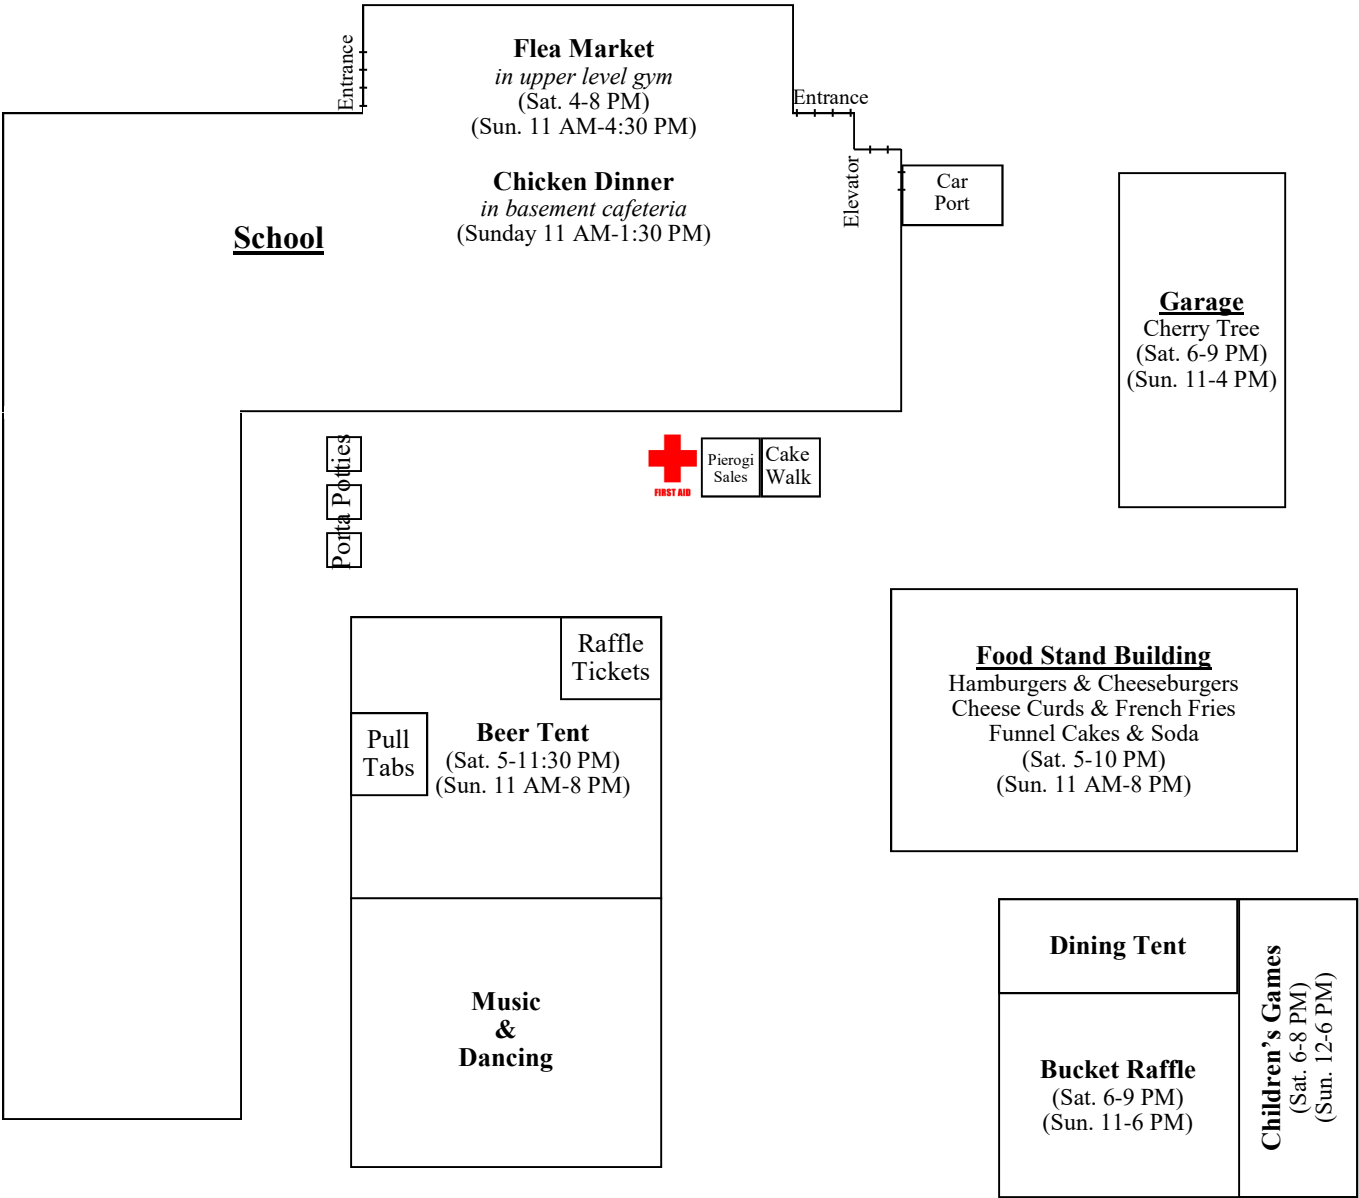 Entrance
Flea Market
in upper level gym
(Sat. 4-8 PM)
(Sun. 11 AM-4:30 PM)
Entrance
Chicken Dinner
in basement cafeteria
(Sunday 11 AM-1:30 PM)
Elevator
Car
Port
School
Garage
Cherry Tree
(Sat. 6-9 PM)
(Sun. 11-4 PM)
Porta Potties
FIRST AID
Pierogi
Sales
Cake
Walk
Raffle
Tickets
Pull
Tabs
Beer Tent
(Sat. 5-11:30 PM)
(Sun. 11 AM-8 PM)
Food Stand Building
Hamburgers & Cheeseburgers
Cheese Curds & French Fries
Funnel Cakes & Soda
(Sat. 5-10 PM)
(Sun. 11 AM-8 PM)
Music
&
Dancing
Dining Tent
Bucket Raffle
(Sat. 6-9 PM)
(Sun. 11-6 PM)
Children's Games
(Sat. 6-8 PM)
(Sun. 12-6 PM)